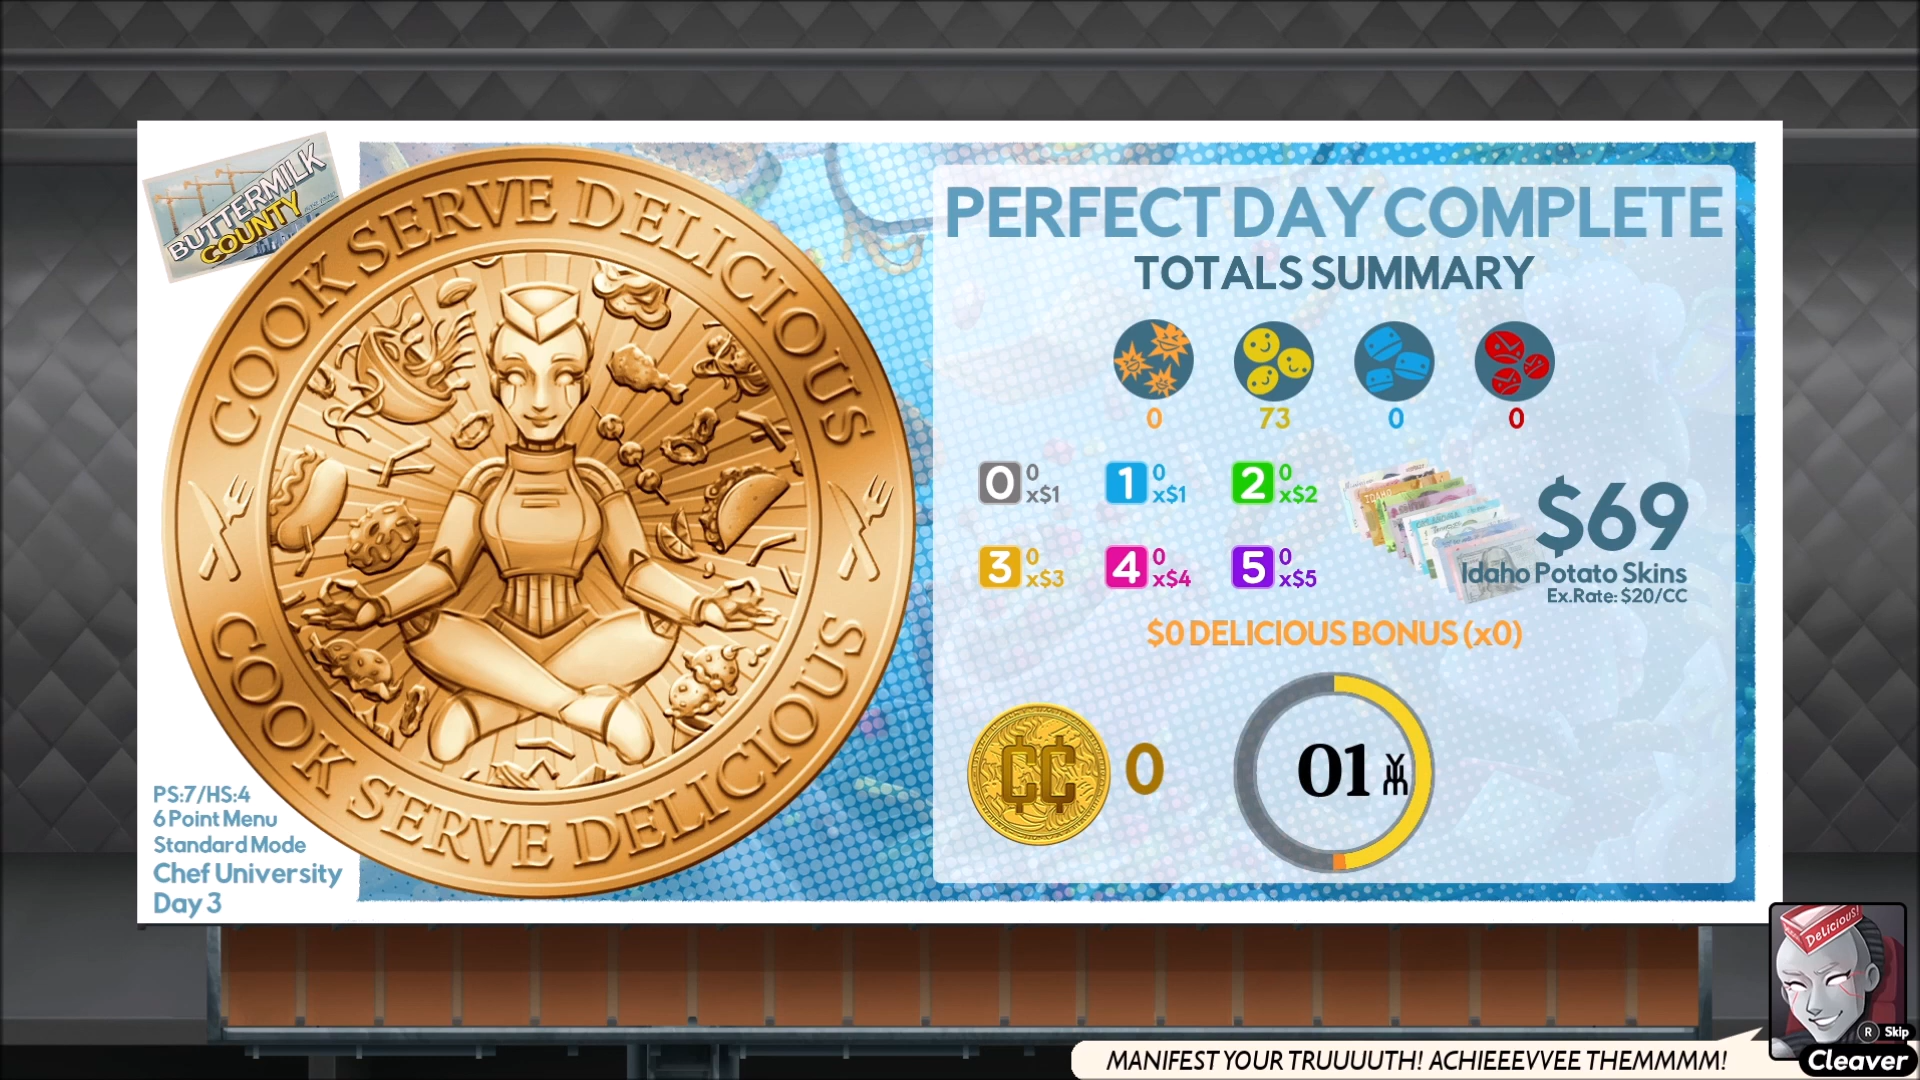 BUTTERMILK
COUNTY
COOK SERVE DELICIOUS
COOK SERVE DELICIOUS
PS:7/HS:4
6 Point Menu
Standard Mode
Chef University
Day 3
PERFECT DAY COMPLETE
TOTALS SUMMARY
0 73 0 0
0 0 x$1
1 0 x$1
2 0 x$2
3 0 x$3
4 0 x$4
5 0 x$5
IDAHO
$69
Idaho Potato Skins
Ex.Rate: $20/CC
$0 DELICIOUS BONUS (x0)
CC 0
01
DELICIOUS!
R Skip
MANIFEST YOUR TRUUUUTH! ACHIEEEVVEE THEMMMM!
Cleaver